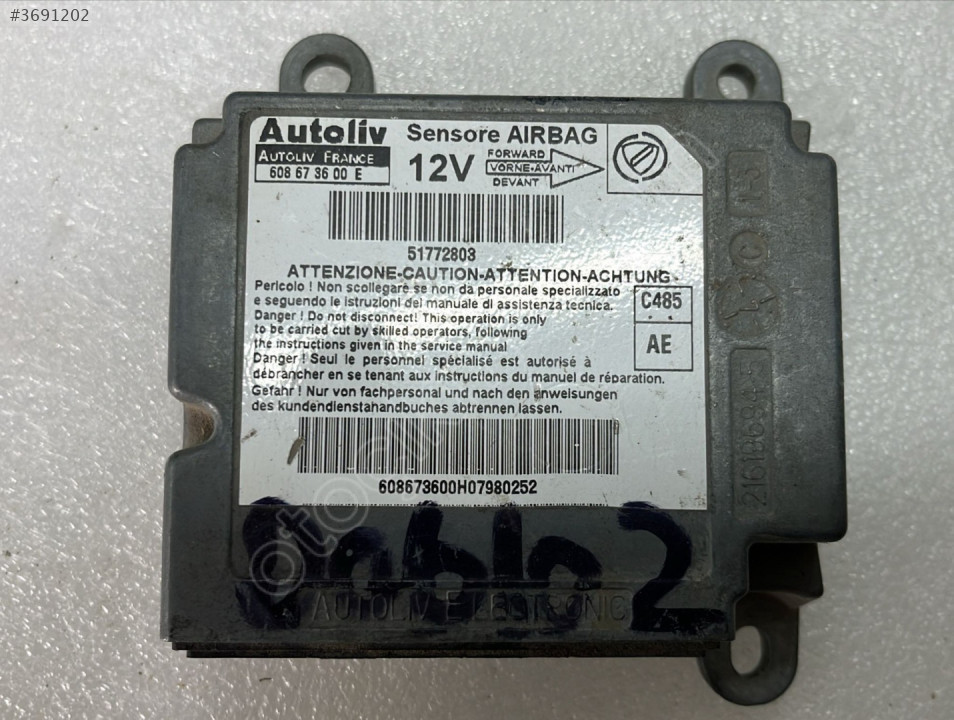 #3691202
Autoliv
Sensore AIRBAG
AUTOLIV FRANCE
608 67 36 00 E
12V
FORWARD
VORNE-AVANTI
DEVANT
51772803
ATTENZIONE-CAUTION-ATTENTION-ACHTUNG
Pericolo ! Non scollegare se non da personale specializzato
e seguendo le istruzioni del manuale di assistenza tecnica.
Danger ! Do not disconnect! This operation is only
to be carried out by skilled operators, following
the instructions given in the service manual
Danger ! Seul le personnel spécialisé est autorisé à
débrancher en se tenant aux instructions du manuel de réparation.
Gefahr ! Nur von fachpersonal und nach den anweisungen
des kundendienstahandbuches abtrennen lassen.
C485
AE
608673600H07980252
Doblo 2
AUTOLIV ELECTRONIC